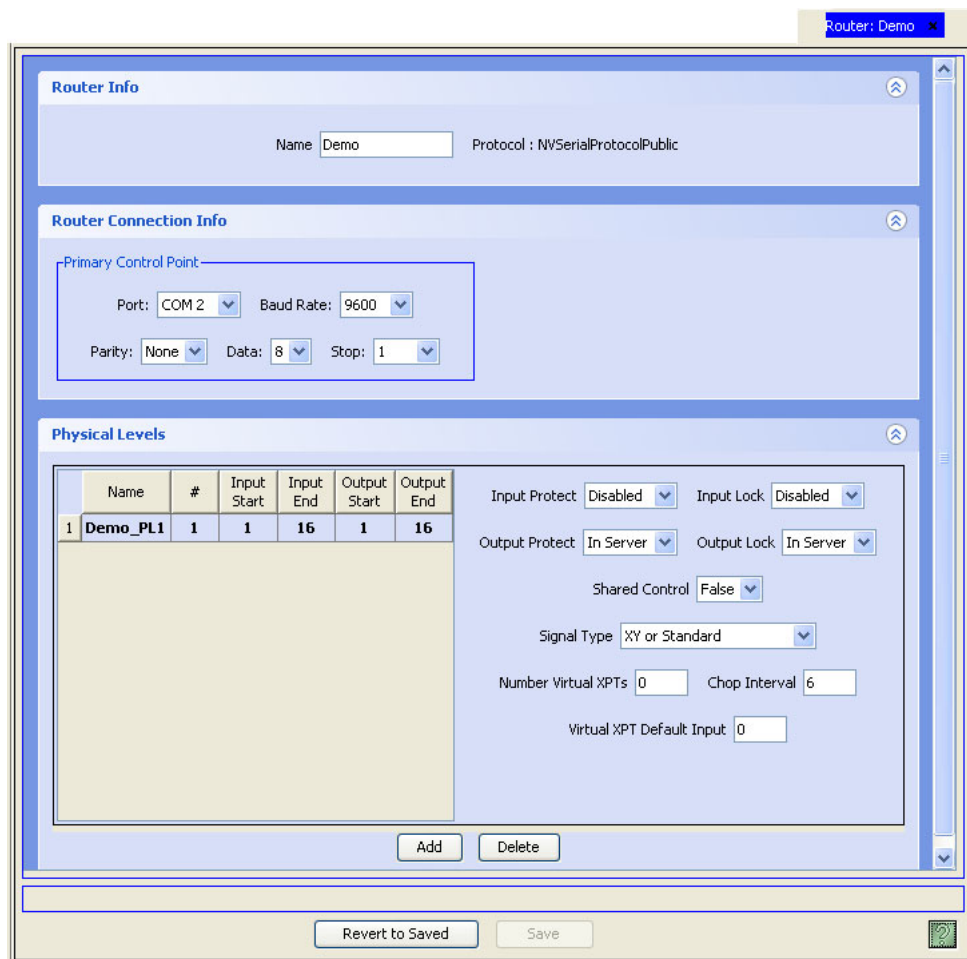 Router: Demo ×
Router Info
Name Demo Protocol : NVSerialProtocolPublic
Router Connection Info
Primary Control Point
Port: COM 2 Baud Rate: 9600
Parity: None Data: 8 Stop: 1
Physical Levels
Name # Input Start Input End Output Start Output End
1 Demo_PL1 1 1 16 1 16
Input Protect Disabled Input Lock Disabled
Output Protect In Server Output Lock In Server
Shared Control False
Signal Type XY or Standard
Number Virtual XPTs 0 Chop Interval 6
Virtual XPT Default Input 0
Add Delete
Revert to Saved Save ?